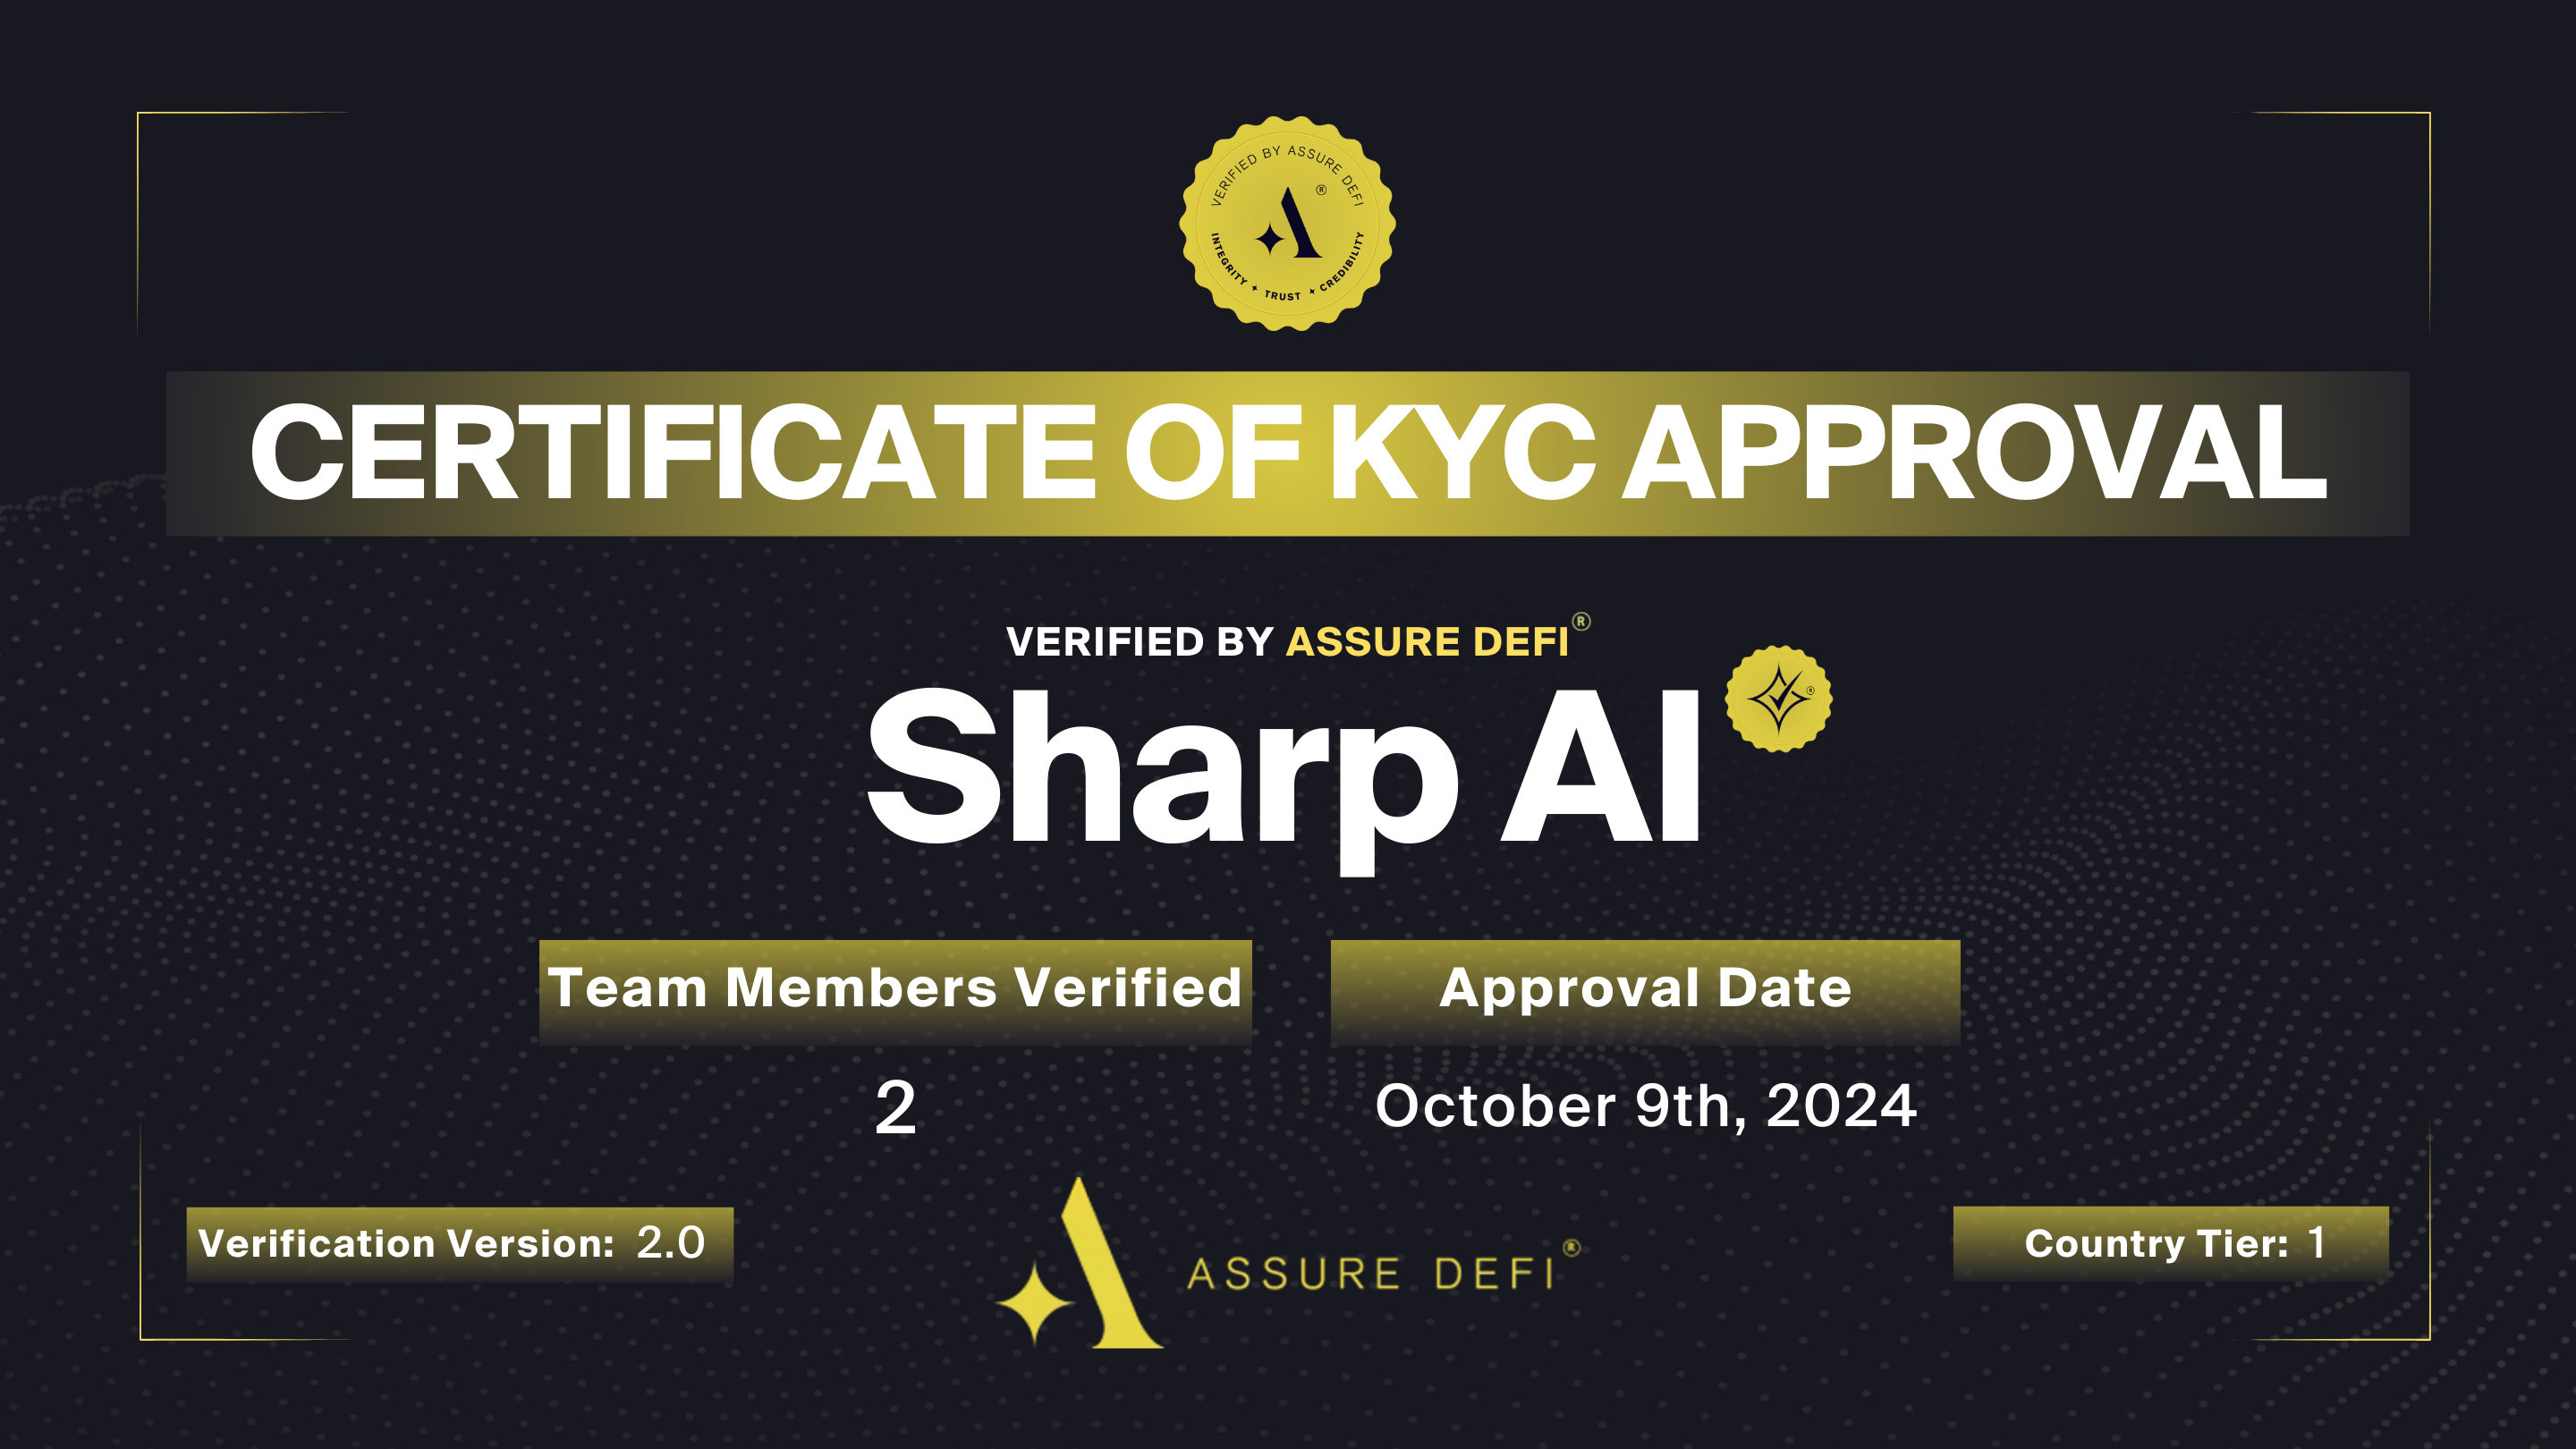 VERIFIED BY ASSURE DEFI
®
INTEGRITY ✦ TRUST ✦ CREDIBILITY
CERTIFICATE OF KYC APPROVAL
VERIFIED BY ASSURE DEFI®
Sharp AI
®
Team Members Verified
2
Approval Date
October 9th, 2024
Verification Version: 2.0
ASSURE DEFI®
Country Tier: 1